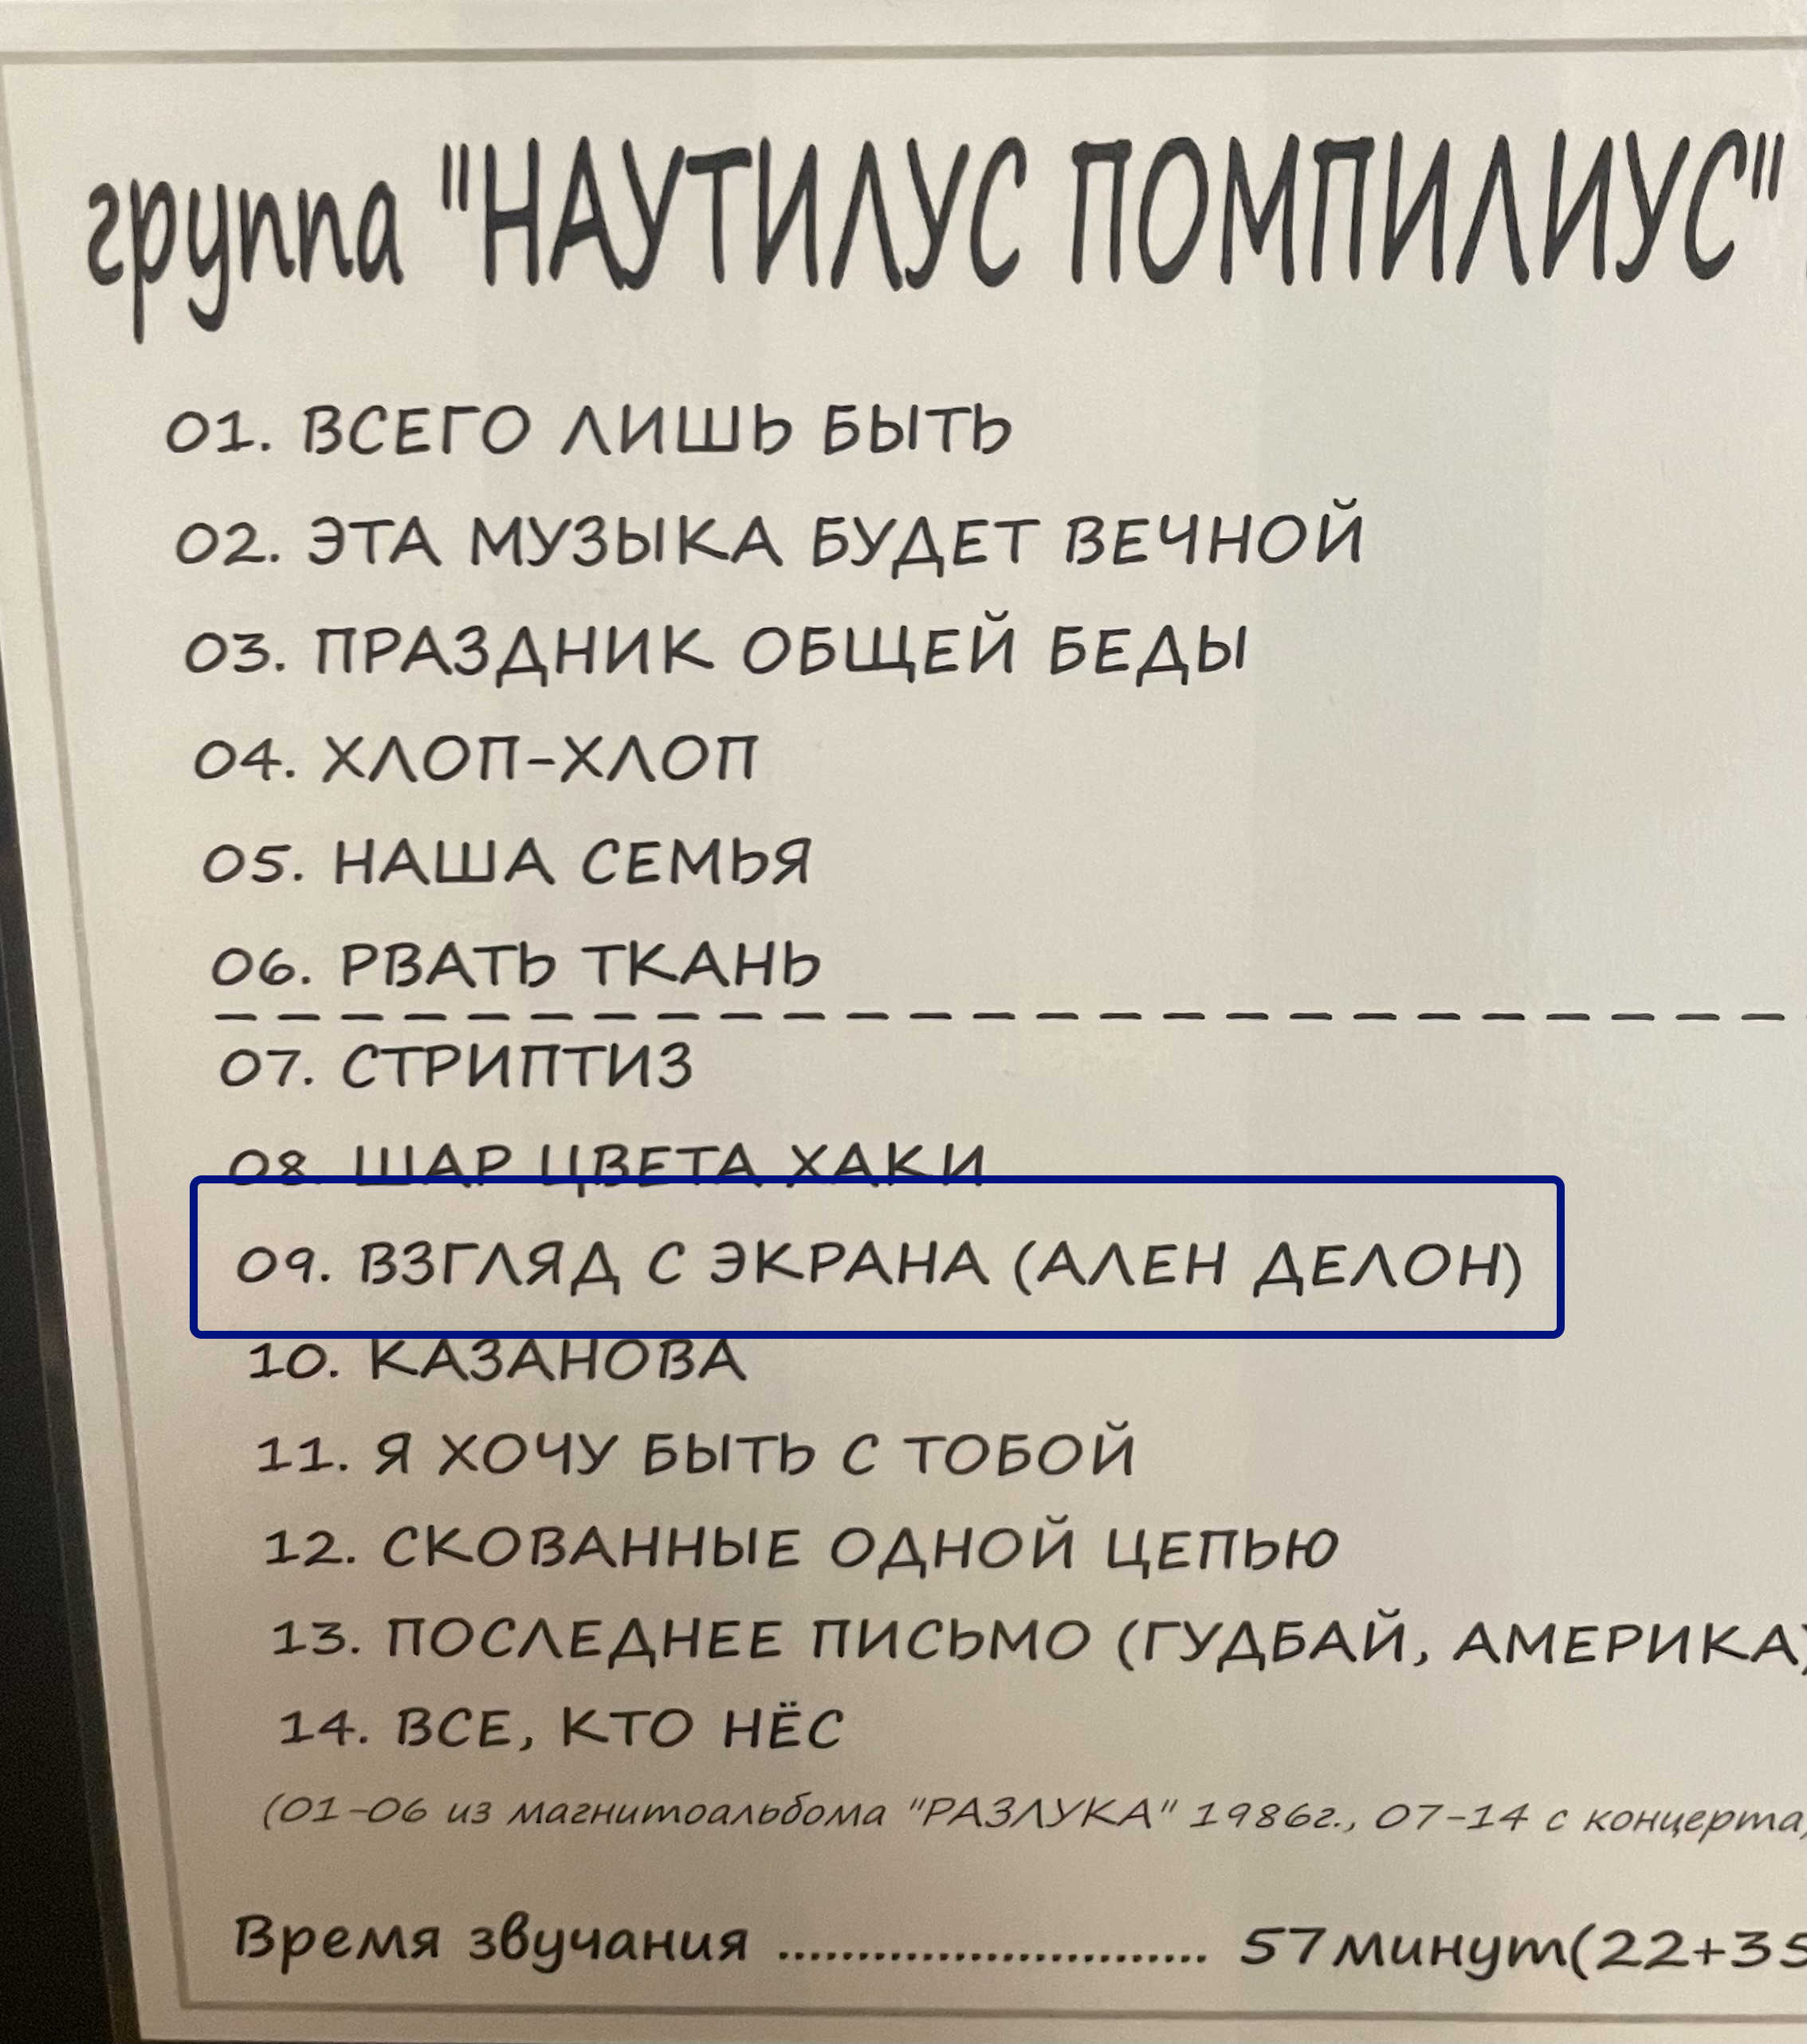 группа "НАУТИЛУС ПОМПИЛИУС"
01. ВСЕГО ЛИШЬ БЫТЬ
02. ЭТА МУЗЫКА БУДЕТ ВЕЧНОЙ
03. ПРАЗДНИК ОБЩЕЙ БЕДЫ
04. ХЛОП-ХЛОП
05. НАША СЕМЬЯ
06. РВАТЬ ТКАНЬ
07. СТРИПТИЗ
08. ШАР ЦВЕТА ХАКИ
09. ВЗГЛЯД С ЭКРАНА (АЛЕН ДЕЛОН)
10. КАЗАНОВА
11. Я ХОЧУ БЫТЬ С ТОБОЙ
12. СКОВАННЫЕ ОДНОЙ ЦЕПЬЮ
13. ПОСЛЕДНЕЕ ПИСЬМО (ГУДБАЙ, АМЕРИКА)
14. ВСЕ, КТО НЁС
(01-06 из магнитоальбома "РАЗЛУКА" 1986г., 07-14 с концерта)
Время звучания ........................... 57минут(22+35